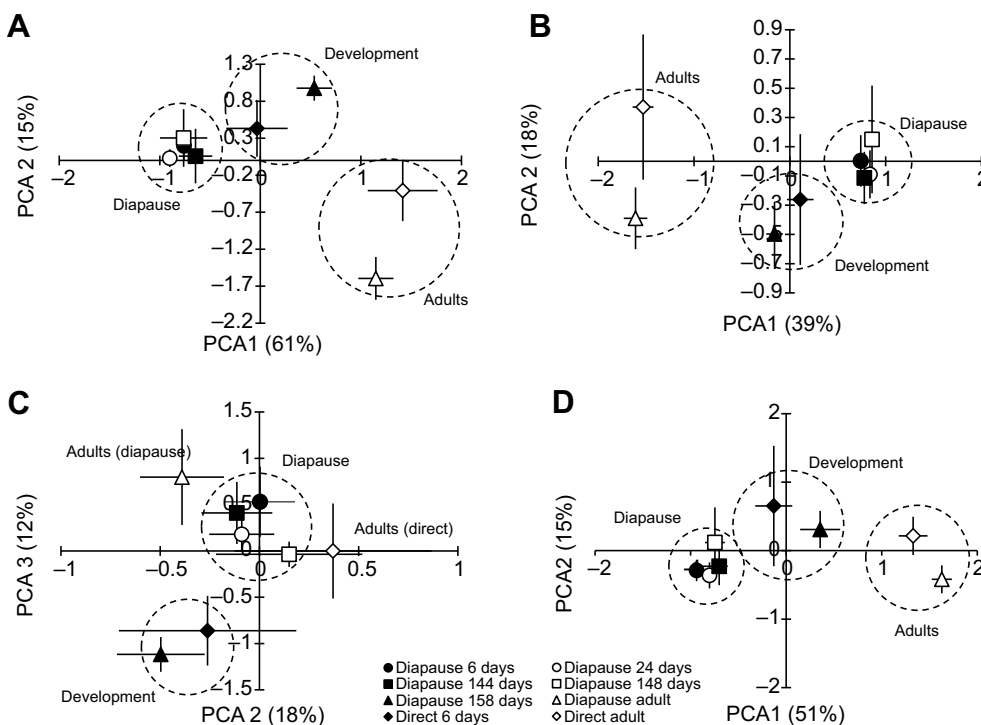 A
Development
1.3
0.8
0.3
–2
–1
0
1
2
–0.7
–1.2
–1.7
–2.2
Diapause
Adults
PCA 2 (15%)
PCA1 (61%)
B
0.9
0.7
0.5
0.3
0.1
–0.1
–0.3
–0.5
–0.7
–0.9
–2
–1
0
1
2
Adults
Diapause
Development
PCA 2 (18%)
PCA1 (39%)
C
1.5
1
0.5
–0.5
–1
–1.5
–1
–0.5
0
0.5
1
Adults (diapause)
Diapause
Adults (direct)
Development
PCA 3 (12%)
PCA 2 (18%)
D
2
1
0
–2
–2
0
1
2
Development
Diapause
Adults
PCA2 (15%)
PCA1 (51%)
Diapause 6 days
Diapause 24 days
Diapause 144 days
Diapause 148 days
Diapause 158 days
Diapause adult
Direct 6 days
Direct adult